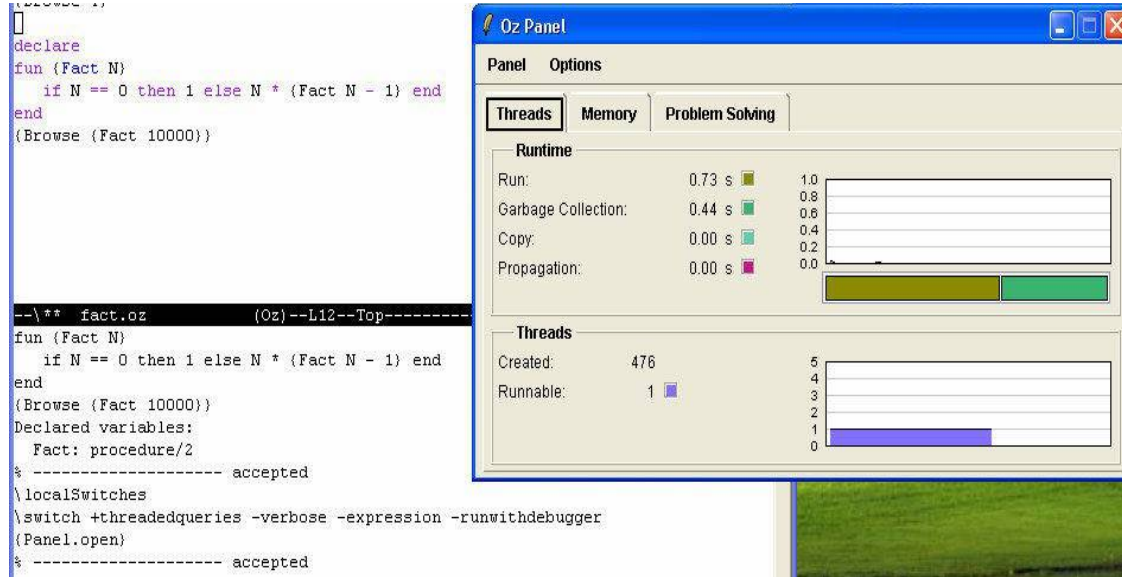 {Browse 1}
declare
fun {Fact N}
if N == 0 then 1 else N * {Fact N - 1} end
end
{Browse {Fact 10000}}
--\** fact.oz (Oz)--L12--Top----------
fun {Fact N}
if N == 0 then 1 else N * {Fact N - 1} end
end
{Browse {Fact 10000}}
Declared variables:
Fact: procedure/2
% -------------------- accepted
\localSwitches
\switch +threadedqueries -verbose -expression -runwithdebugger
{Panel.open}
% -------------------- accepted
Oz Panel
Panel Options
Threads Memory Problem Solving
Runtime
Run: 0.73 s
Garbage Collection: 0.44 s
Copy: 0.00 s
Propagation: 0.00 s
1.0
0.8
0.6
0.4
0.2
0.0
Threads
Created: 476
Runnable: 1
5
4
3
2
1
0